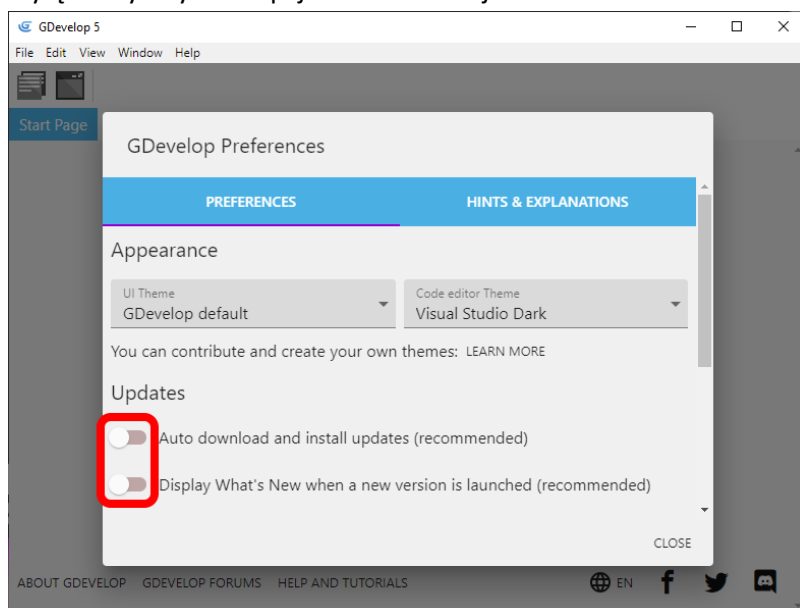 GDevelop 5
File Edit View Window Help
Start Page
GDevelop Preferences
PREFERENCES HINTS & EXPLANATIONS
Appearance
UI Theme Code editor Theme
GDevelop default Visual Studio Dark
You can contribute and create your own themes: LEARN MORE
Updates
Auto download and install updates (recommended)
Display What's New when a new version is launched (recommended)
CLOSE
ABOUT GDEVELOP GDEVELOP FORUMS HELP AND TUTORIALS EN